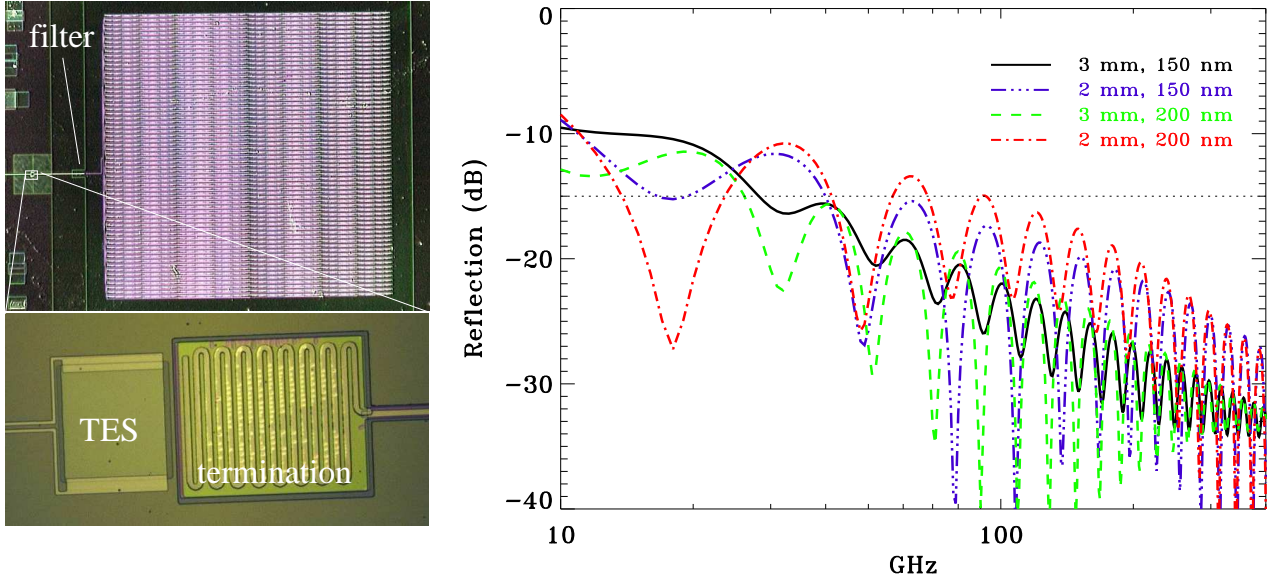 filter
TES
termination
0
−10
−20
−30
−40
Reflection (dB)
3 mm, 150 nm
2 mm, 150 nm
3 mm, 200 nm
2 mm, 200 nm
10
100
GHz